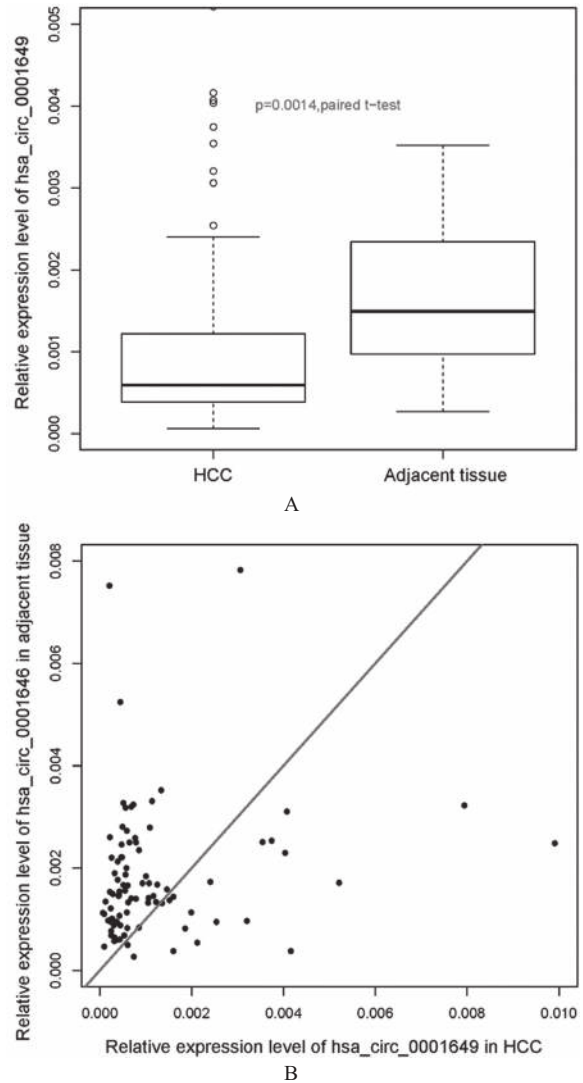 Relative expression level of hsa_circ_0001649
0.005
0.004
0.003
0.002
0.001
0.000
p=0.0014,paired t-test
HCC
Adjacent tissue
A
Relative expression level of hsa_circ_0001646 in adjacent tissue
0.008
0.006
0.004
0.002
0.000
0.000 0.002 0.004 0.006 0.008 0.010
Relative expression level of hsa_circ_0001649 in HCC
B